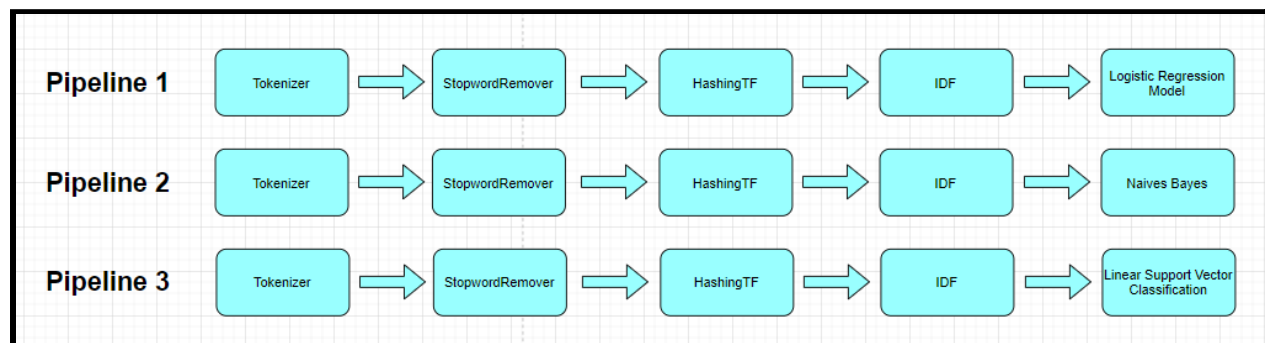 Pipeline 1
Tokenizer
StopwordRemover
HashingTF
IDF
Logistic Regression
Model
Pipeline 2
Tokenizer
StopwordRemover
HashingTF
IDF
Naives Bayes
Pipeline 3
Tokenizer
StopwordRemover
HashingTF
IDF
Linear Support Vector
Classification